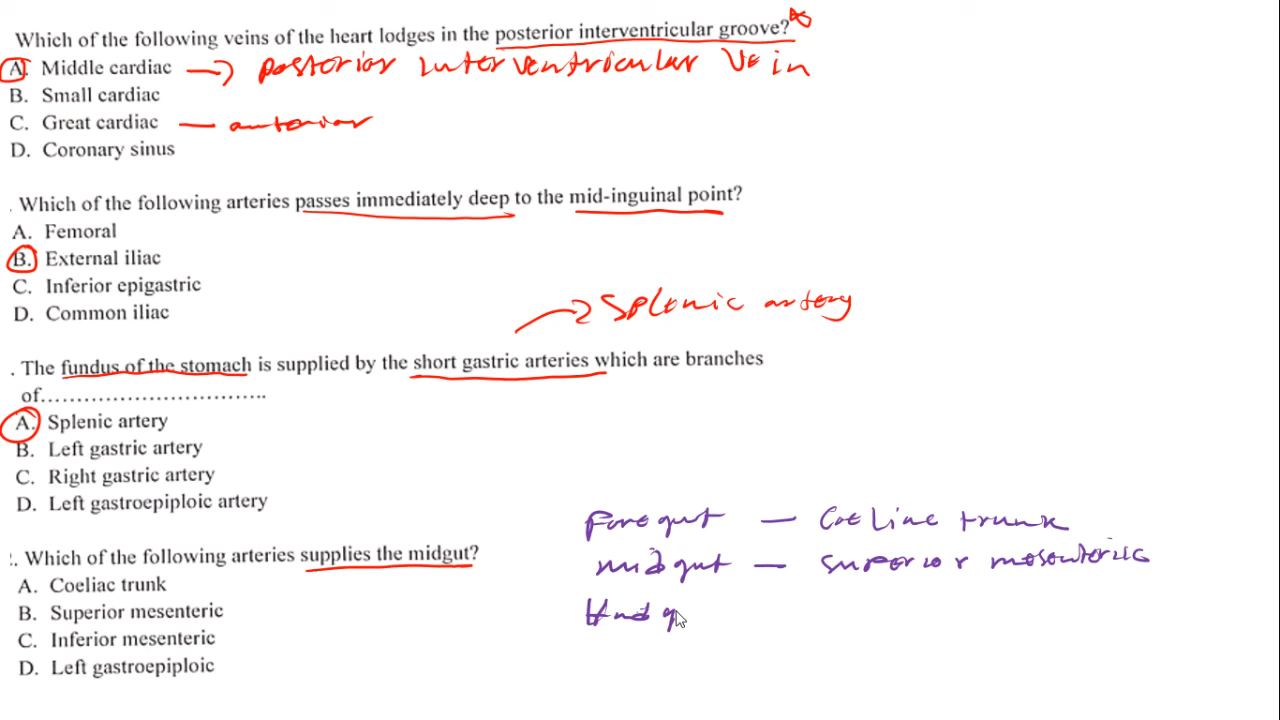 Which of the following veins of the heart lodges in the posterior interventricular groove?
A. Middle cardiac → posterior interventricular vein
B. Small cardiac
C. Great cardiac — anterior
D. Coronary sinus
. Which of the following arteries passes immediately deep to the mid-inguinal point?
A. Femoral
B. External iliac
C. Inferior epigastric
D. Common iliac
→ Splenic artery
. The fundus of the stomach is supplied by the short gastric arteries which are branches
of.................................
A. Splenic artery
B. Left gastric artery
C. Right gastric artery
D. Left gastroepiploic artery
Foregut — Coeliac trunk
:. Which of the following arteries supplies the midgut?
midgut — superior mesenteric
A. Coeliac trunk
B. Superior mesenteric
Hind g
C. Inferior mesenteric
D. Left gastroepiploic